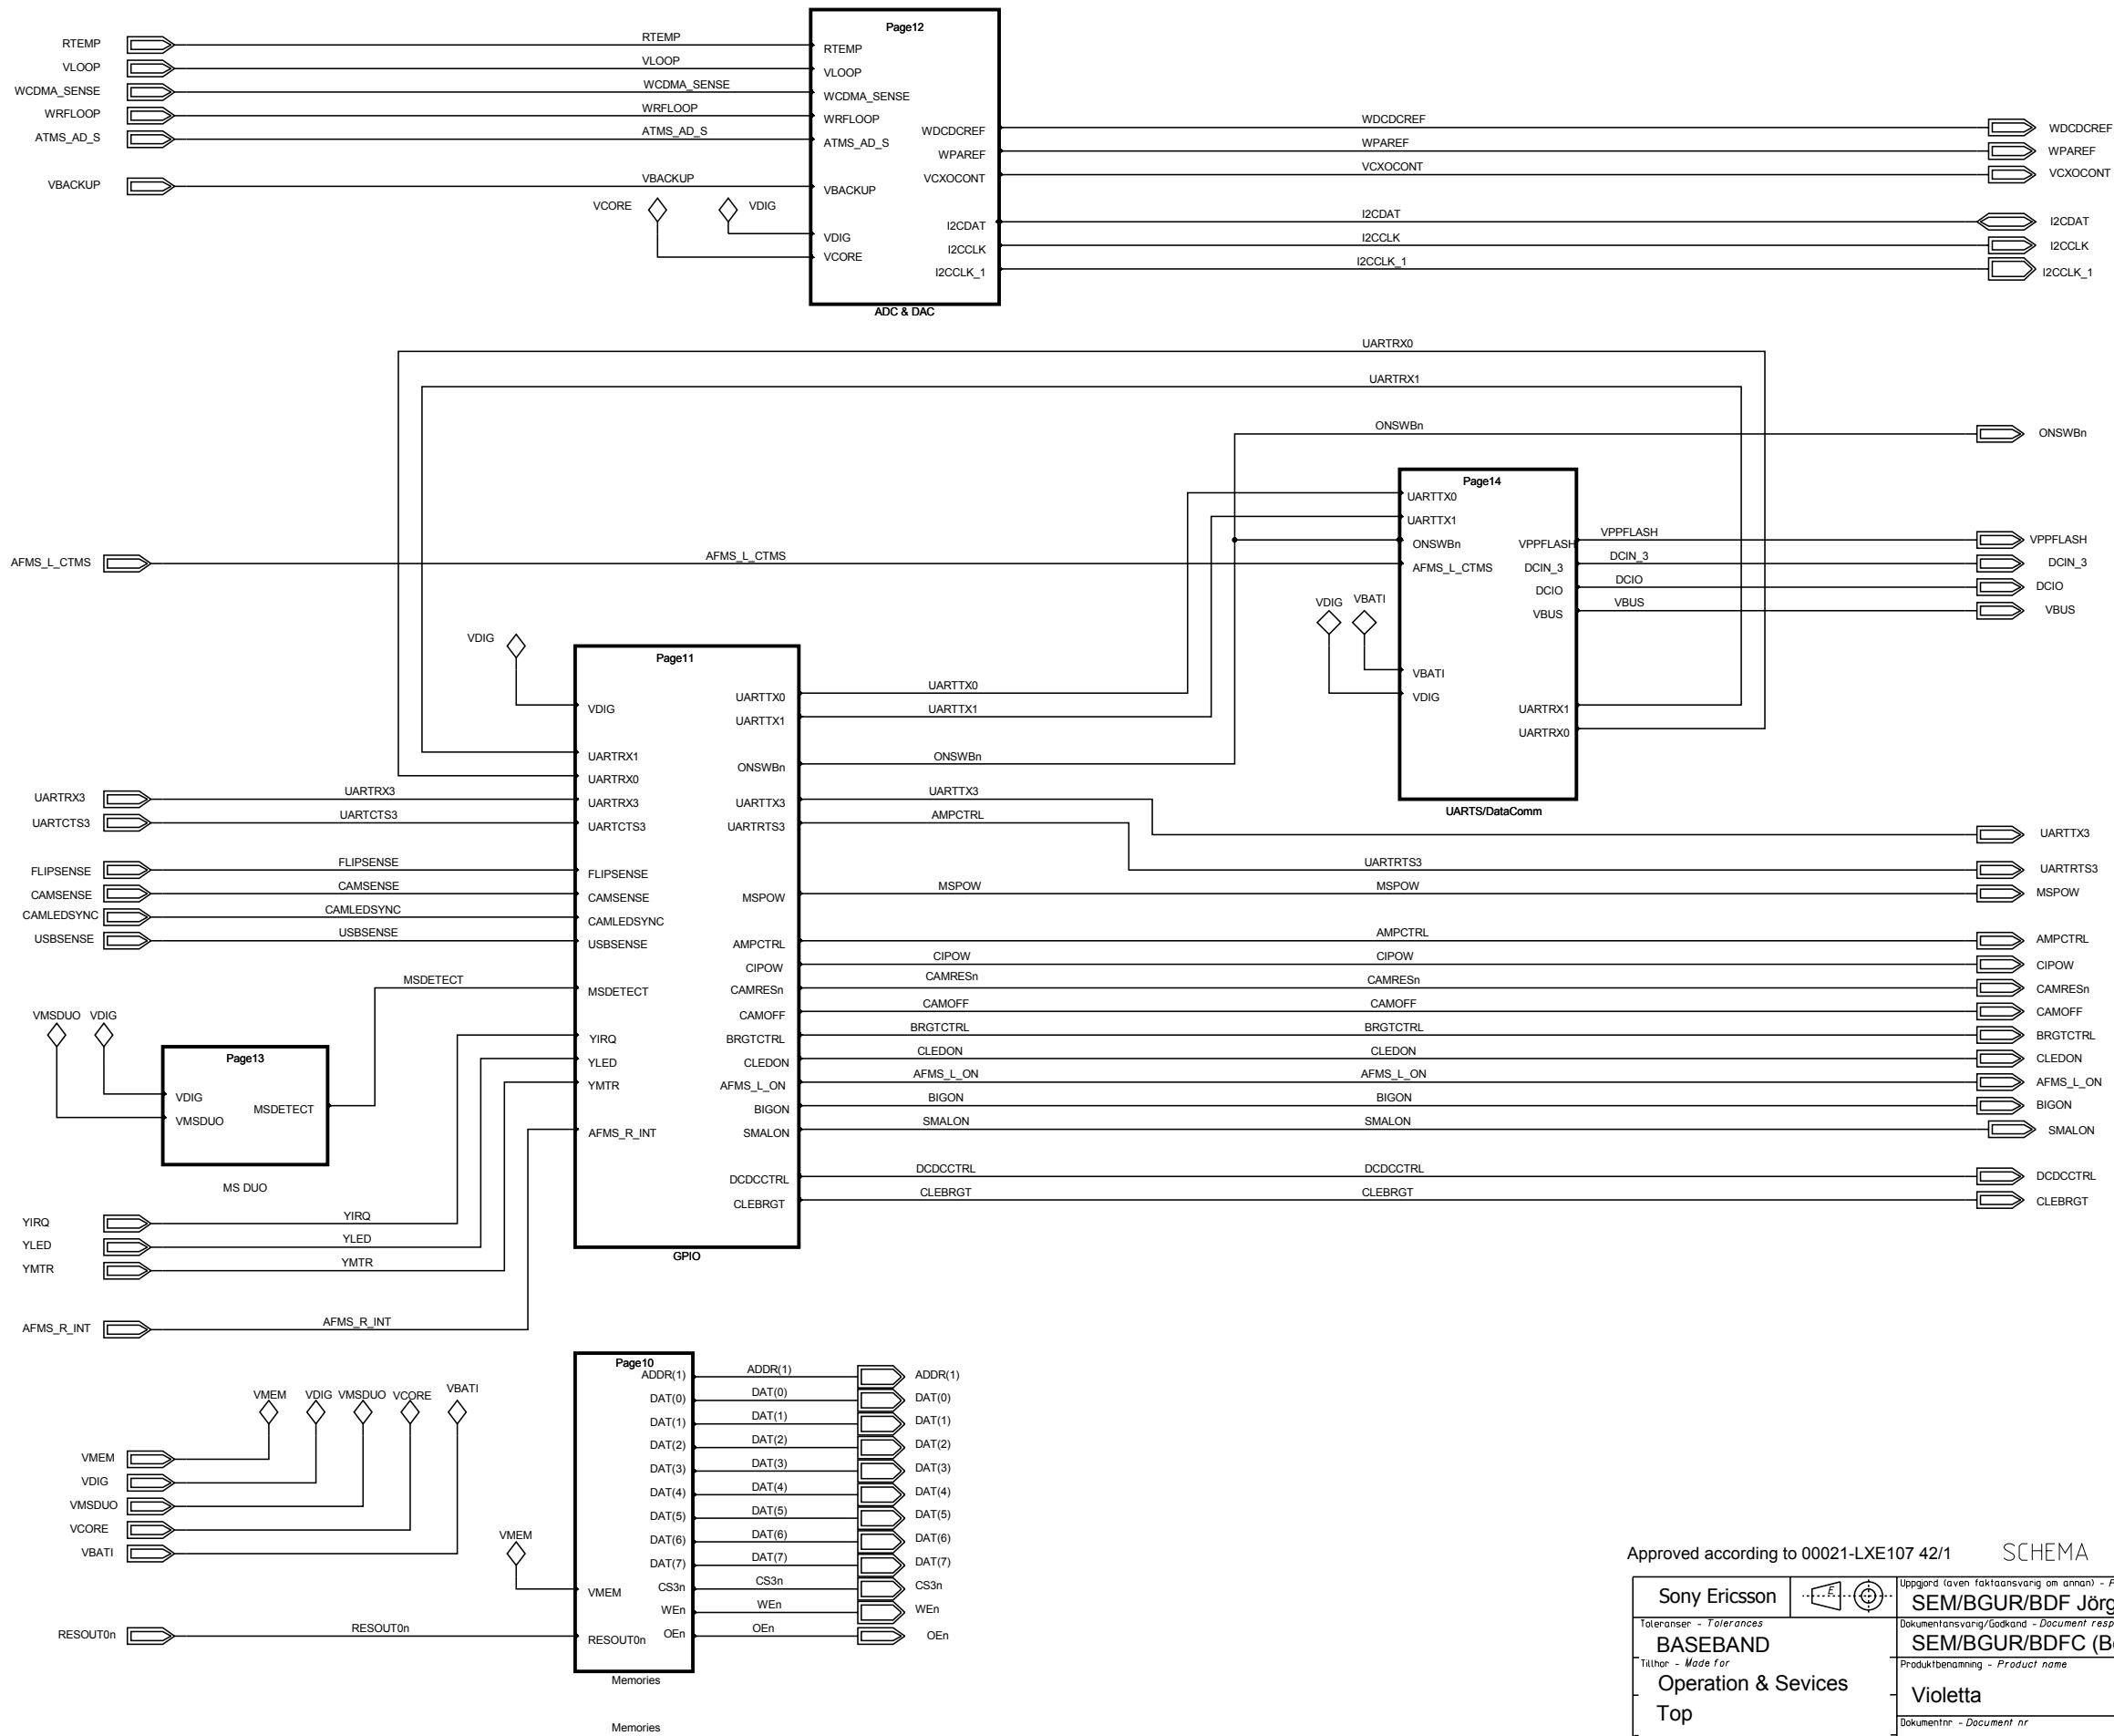 Page12
RTEMP RTEMP RTEMP
VLOOP VLOOP VLOOP
WCDMA_SENSE WCDMA_SENSE WCDMA_SENSE
WRFLOOP WRFLOOP WRFLOOP
ATMS_AD_S ATMS_AD_S ATMS_AD_S
WDCDCREF WDCDCREF WDCDCREF
WPAREF WPAREF WPAREF
VCXOCONT VCXOCONT VCXOCONT
VBACKUP VBACKUP VBACKUP
VCORE VDIG
I2CDAT I2CDAT I2CDAT
VDIG
I2CCLK I2CCLK I2CCLK
VCORE
I2CCLK_1 I2CCLK_1 I2CCLK_1
ADC & DAC
UARTRX0
UARTRX1
ONSWBn ONSWBn
Page14
UARTTX0
UARTTX1
ONSWBn VPPFLASH VPPFLASH VPPFLASH
AFMS_L_CTMS AFMS_L_CTMS AFMS_L_CTMS DCIN_3 DCIN_3 DCIN_3
DCIO DCIO DCIO
VDIG VBATI VBUS VBUS VBUS
VDIG
Page11
VBATI
VDIG
UARTTX0 UARTTX0
VDIG UARTTX1 UARTTX1
UARTRX1
UARTRX0
UARTRX1
UARTRX0
ONSWBn ONSWBn
UARTRX3 UARTRX3 UARTRX3 UARTTX3 UARTTX3
UARTCTS3 UARTCTS3 UARTCTS3 UARTRTS3 AMPCTRL
UARTS/DataComm
UARTTX3
FLIPSENSE FLIPSENSE FLIPSENSE UARTRTS3 UARTRTS3
CAMSENSE CAMSENSE CAMSENSE MSPOW MSPOW MSPOW MSPOW
CAMLEDSYNC CAMLEDSYNC CAMLEDSYNC
USBSENSE USBSENSE USBSENSE AMPCTRL AMPCTRL AMPCTRL
CIPOW CIPOW CIPOW CIPOW
MSDETECT MSDETECT CAMRESn CAMRESn CAMRESn CAMRESn
VMSDUO VDIG CAMOFF CAMOFF CAMOFF CAMOFF
YIRQ BRGTCTRL BRGTCTRL BRGTCTRL BRGTCTRL
Page13
YLED CLEDON CLEDON CLEDON CLEDON
YMTR AFMS_L_ON AFMS_L_ON AFMS_L_ON AFMS_L_ON
VDIG MSDETECT
VMSDUO
BIGON BIGON BIGON BIGON
AFMS_R_INT SMALON SMALON SMALON SMALON
MS DUO
DCDCCTRL DCDCCTRL DCDCCTRL DCDCCTRL
CLEBRGT CLEBRGT CLEBRGT CLEBRGT
YIRQ YIRQ
YLED YLED
YMTR YMTR
GPIO
AFMS_R_INT AFMS_R_INT
Page10
ADDR(1) ADDR(1) ADDR(1)
VMEM VDIG VMSDUO VCORE VBATI
DAT(0) DAT(0) DAT(0)
DAT(1) DAT(1) DAT(1)
DAT(2) DAT(2) DAT(2)
VMEM
DAT(3) DAT(3) DAT(3)
VDIG
DAT(4) DAT(4) DAT(4)
VMSDUO
DAT(5) DAT(5) DAT(5)
VCORE
DAT(6) DAT(6) DAT(6)
VBATI
VMEM
DAT(7) DAT(7) DAT(7)
VMEM CS3n CS3n CS3n
WEn WEn WEn
RESOUT0n RESOUT0n RESOUT0n OEn OEn OEn
Memories
Memories
Approved according to 00021-LXE107 42/1 SCHEMA
Sony Ericsson E
Uppgjord (även faktaansvarig om annan) -
SEM/BGUR/BDF
Toleranser - Tolerances
BASEBAND
Dokumentansvarig/Godkand - Document
SEM/BGUR/BDFC
Tillhor - Made for
Operation & Sevices
Top
Produktbenamning - Product name
Violetta
Dokumentnr - Document nr